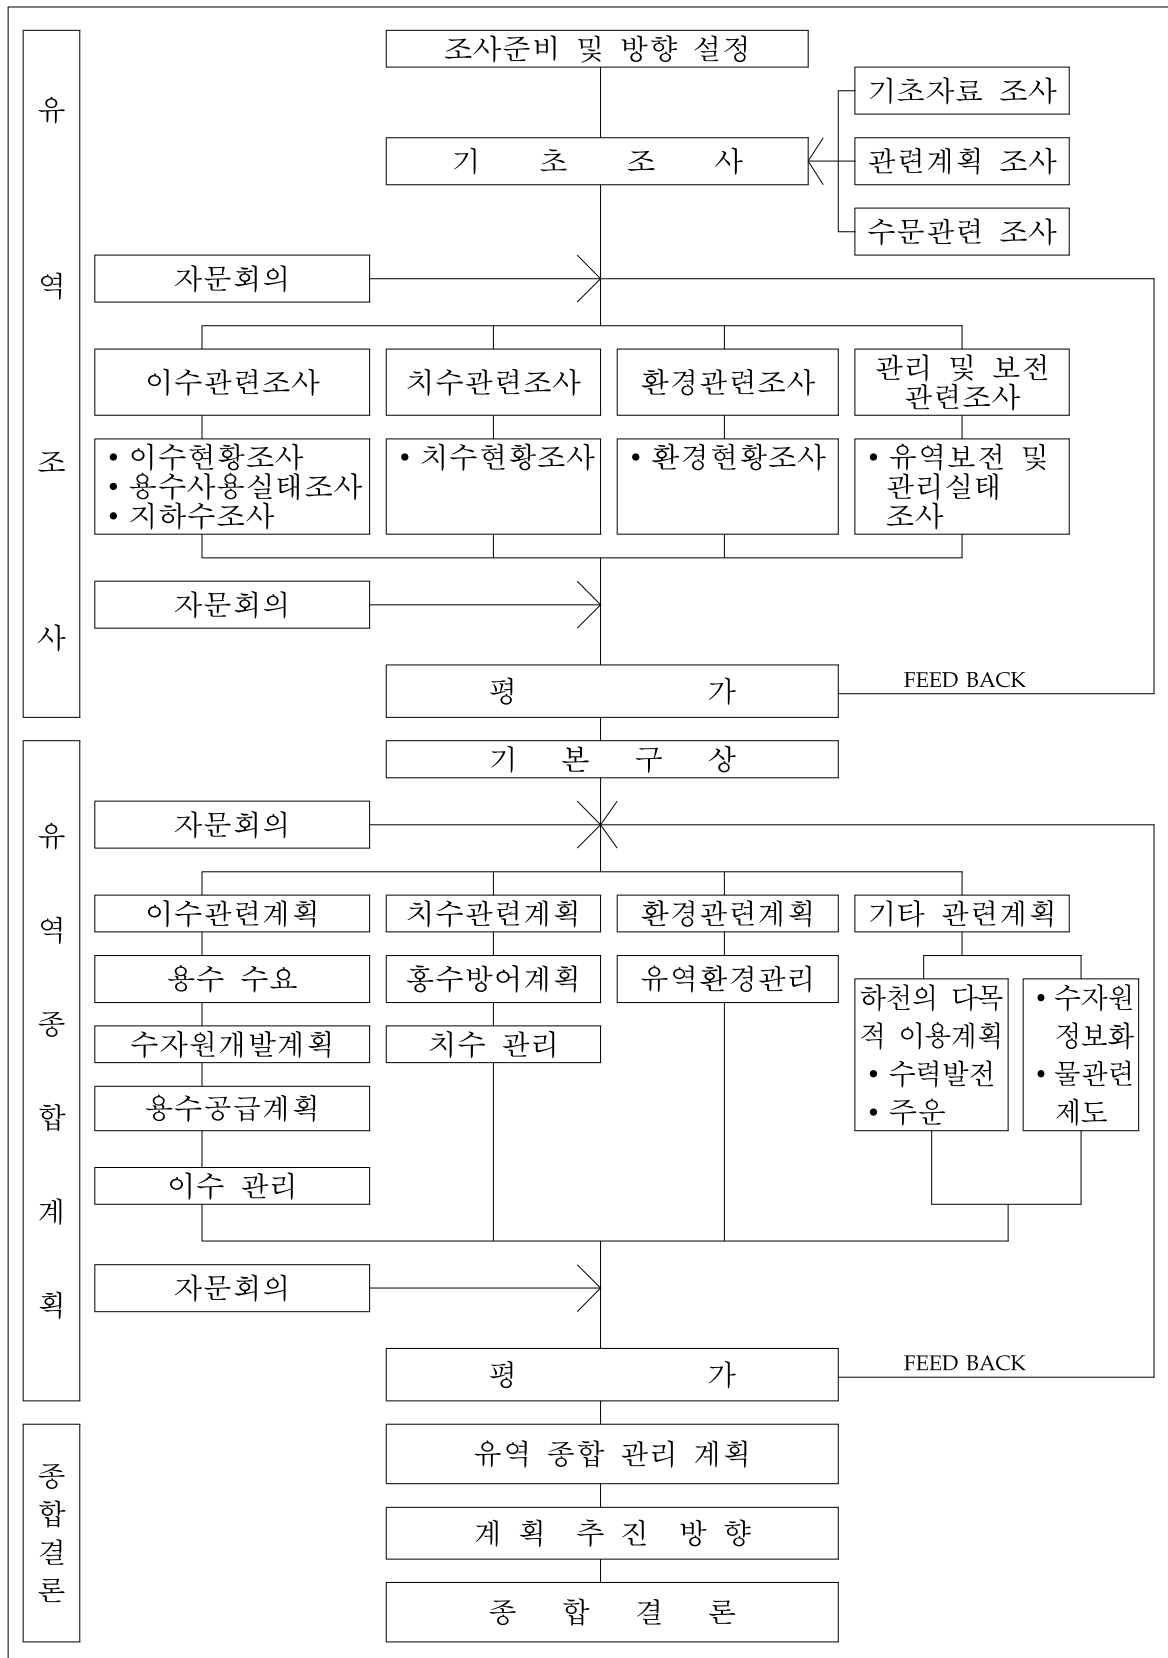 유 역 조 사
조사준비 및 방향 설정
기 초 조 사
기초자료 조사
관련계획 조사
수문관련 조사
자문회의
이수관련조사
치수관련조사
환경관련조사
관리 및 보전
관련조사
• 이수현황조사
• 용수사용실태조사
• 지하수조사
• 치수현황조사
• 환경현황조사
• 유역보전 및
관리실태
조사
자문회의
평 가
FEED BACK
유 역 종 합 계 획
기 본 구 상
자문회의
이수관련계획
치수관련계획
환경관련계획
기타 관련계획
용수 수요
홍수방어계획
유역환경관리
수자원개발계획
치수 관리
용수공급계획
이수 관리
하천의 다목
적 이용계획
• 수력발전
• 주운
• 수자원
정보화
• 물관련
제도
자문회의
평 가
FEED BACK
종 합 결 론
유역 종합 관리 계획
계 획 추 진 방 향
종 합 결 론